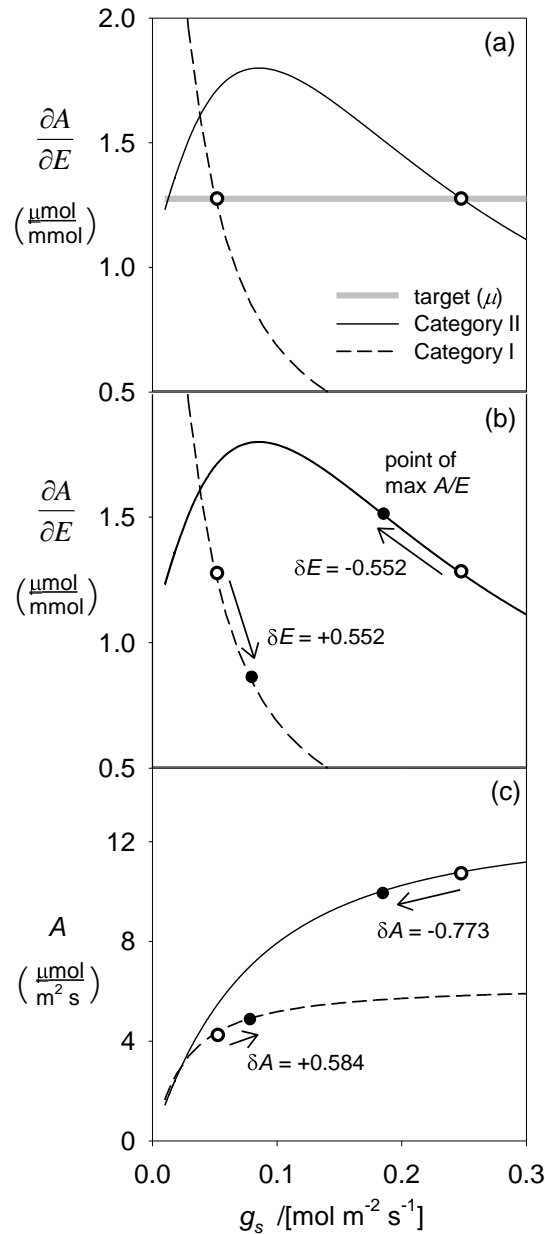 2.0
(a)
∂A
∂E
1.5
(μmol
mmol)
1.0
target (μ)
Category II
Category I
0.5
(b)
point of
max A/E
∂A
∂E
1.5
δE = -0.552
(μmol
mmol)
δE = +0.552
1.0
0.5
(c)
12
A
8
δA = -0.773
(μmol
m² s)
4
δA = +0.584
0
0.0 0.1 0.2 0.3
gₛ /[mol m⁻² s⁻¹]